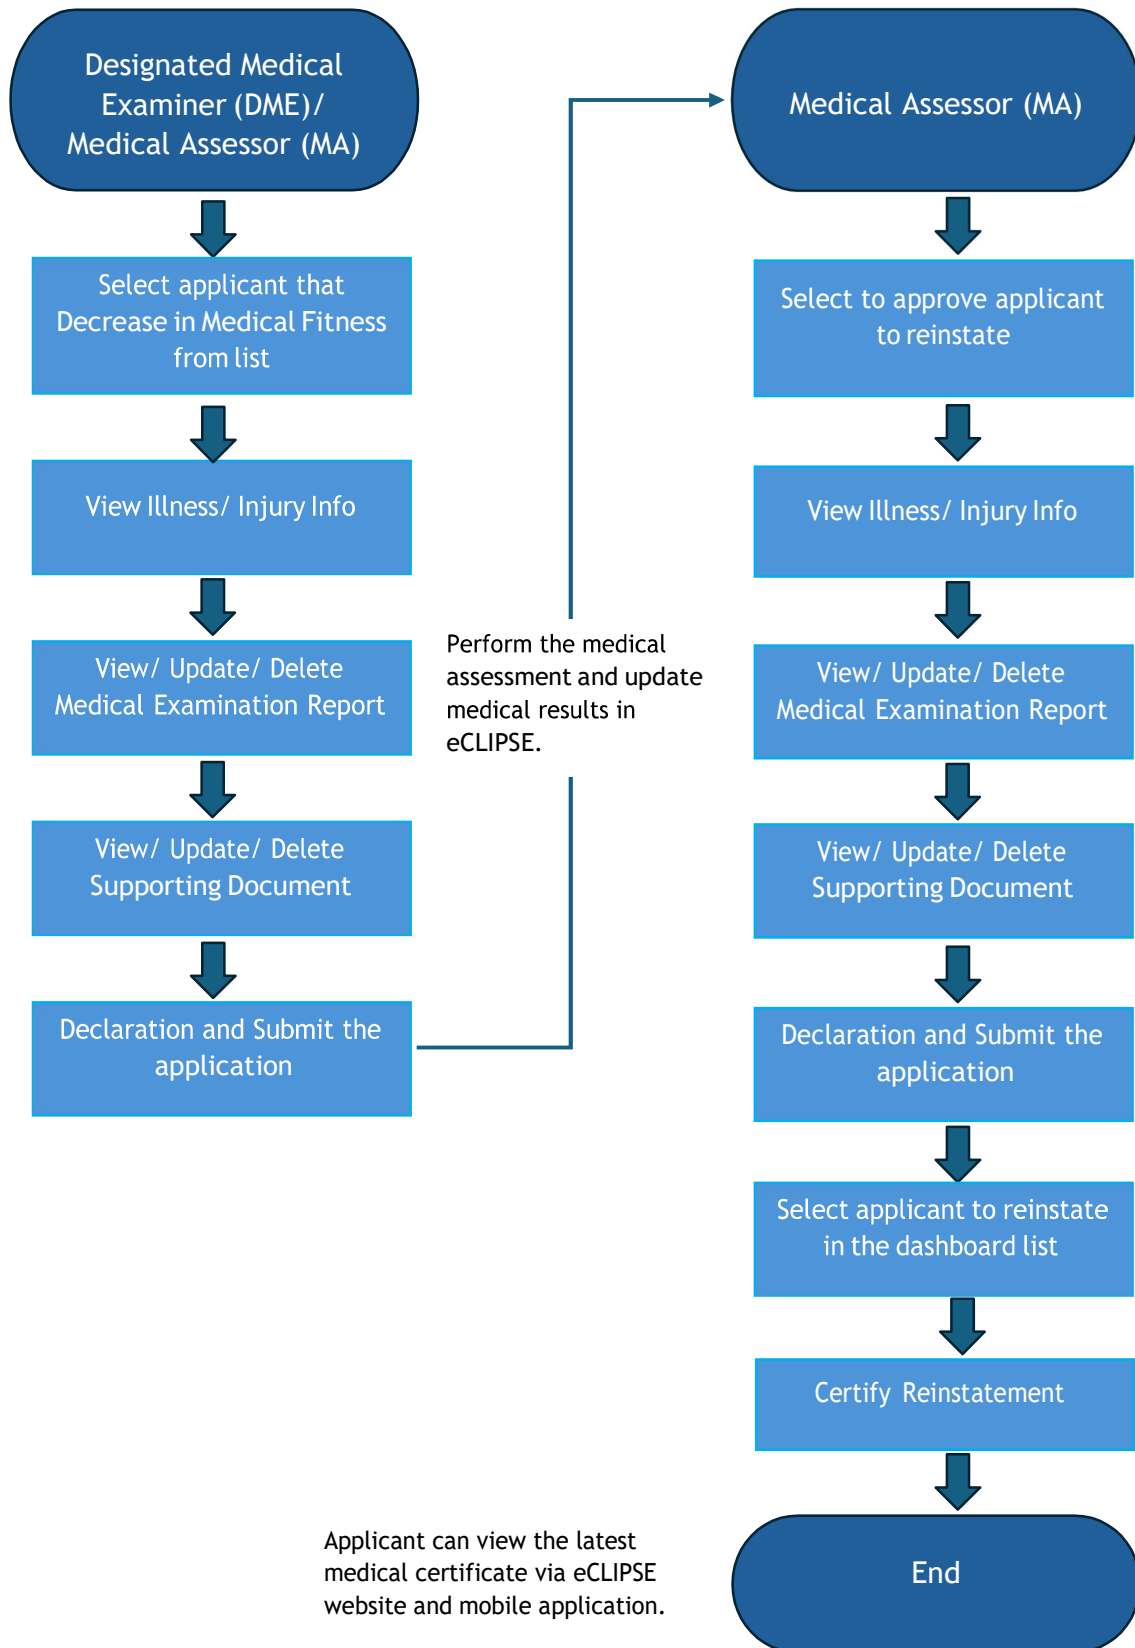 Designated Medical
Examiner (DME)/
Medical Assessor (MA)
Select applicant that
Decrease in Medical Fitness
from list
View Illness/ Injury Info
View/ Update/ Delete
Medical Examination Report
View/ Update/ Delete
Supporting Document
Declaration and Submit the
application
Perform the medical
assessment and update
medical results in
eCLIPSE.
Medical Assessor (MA)
Select to approve applicant
to reinstate
View Illness/ Injury Info
View/ Update/ Delete
Medical Examination Report
View/ Update/ Delete
Supporting Document
Declaration and Submit the
application
Select applicant to reinstate
in the dashboard list
Certify Reinstatement
End
Applicant can view the latest
medical certificate via eCLIPSE
website and mobile application.